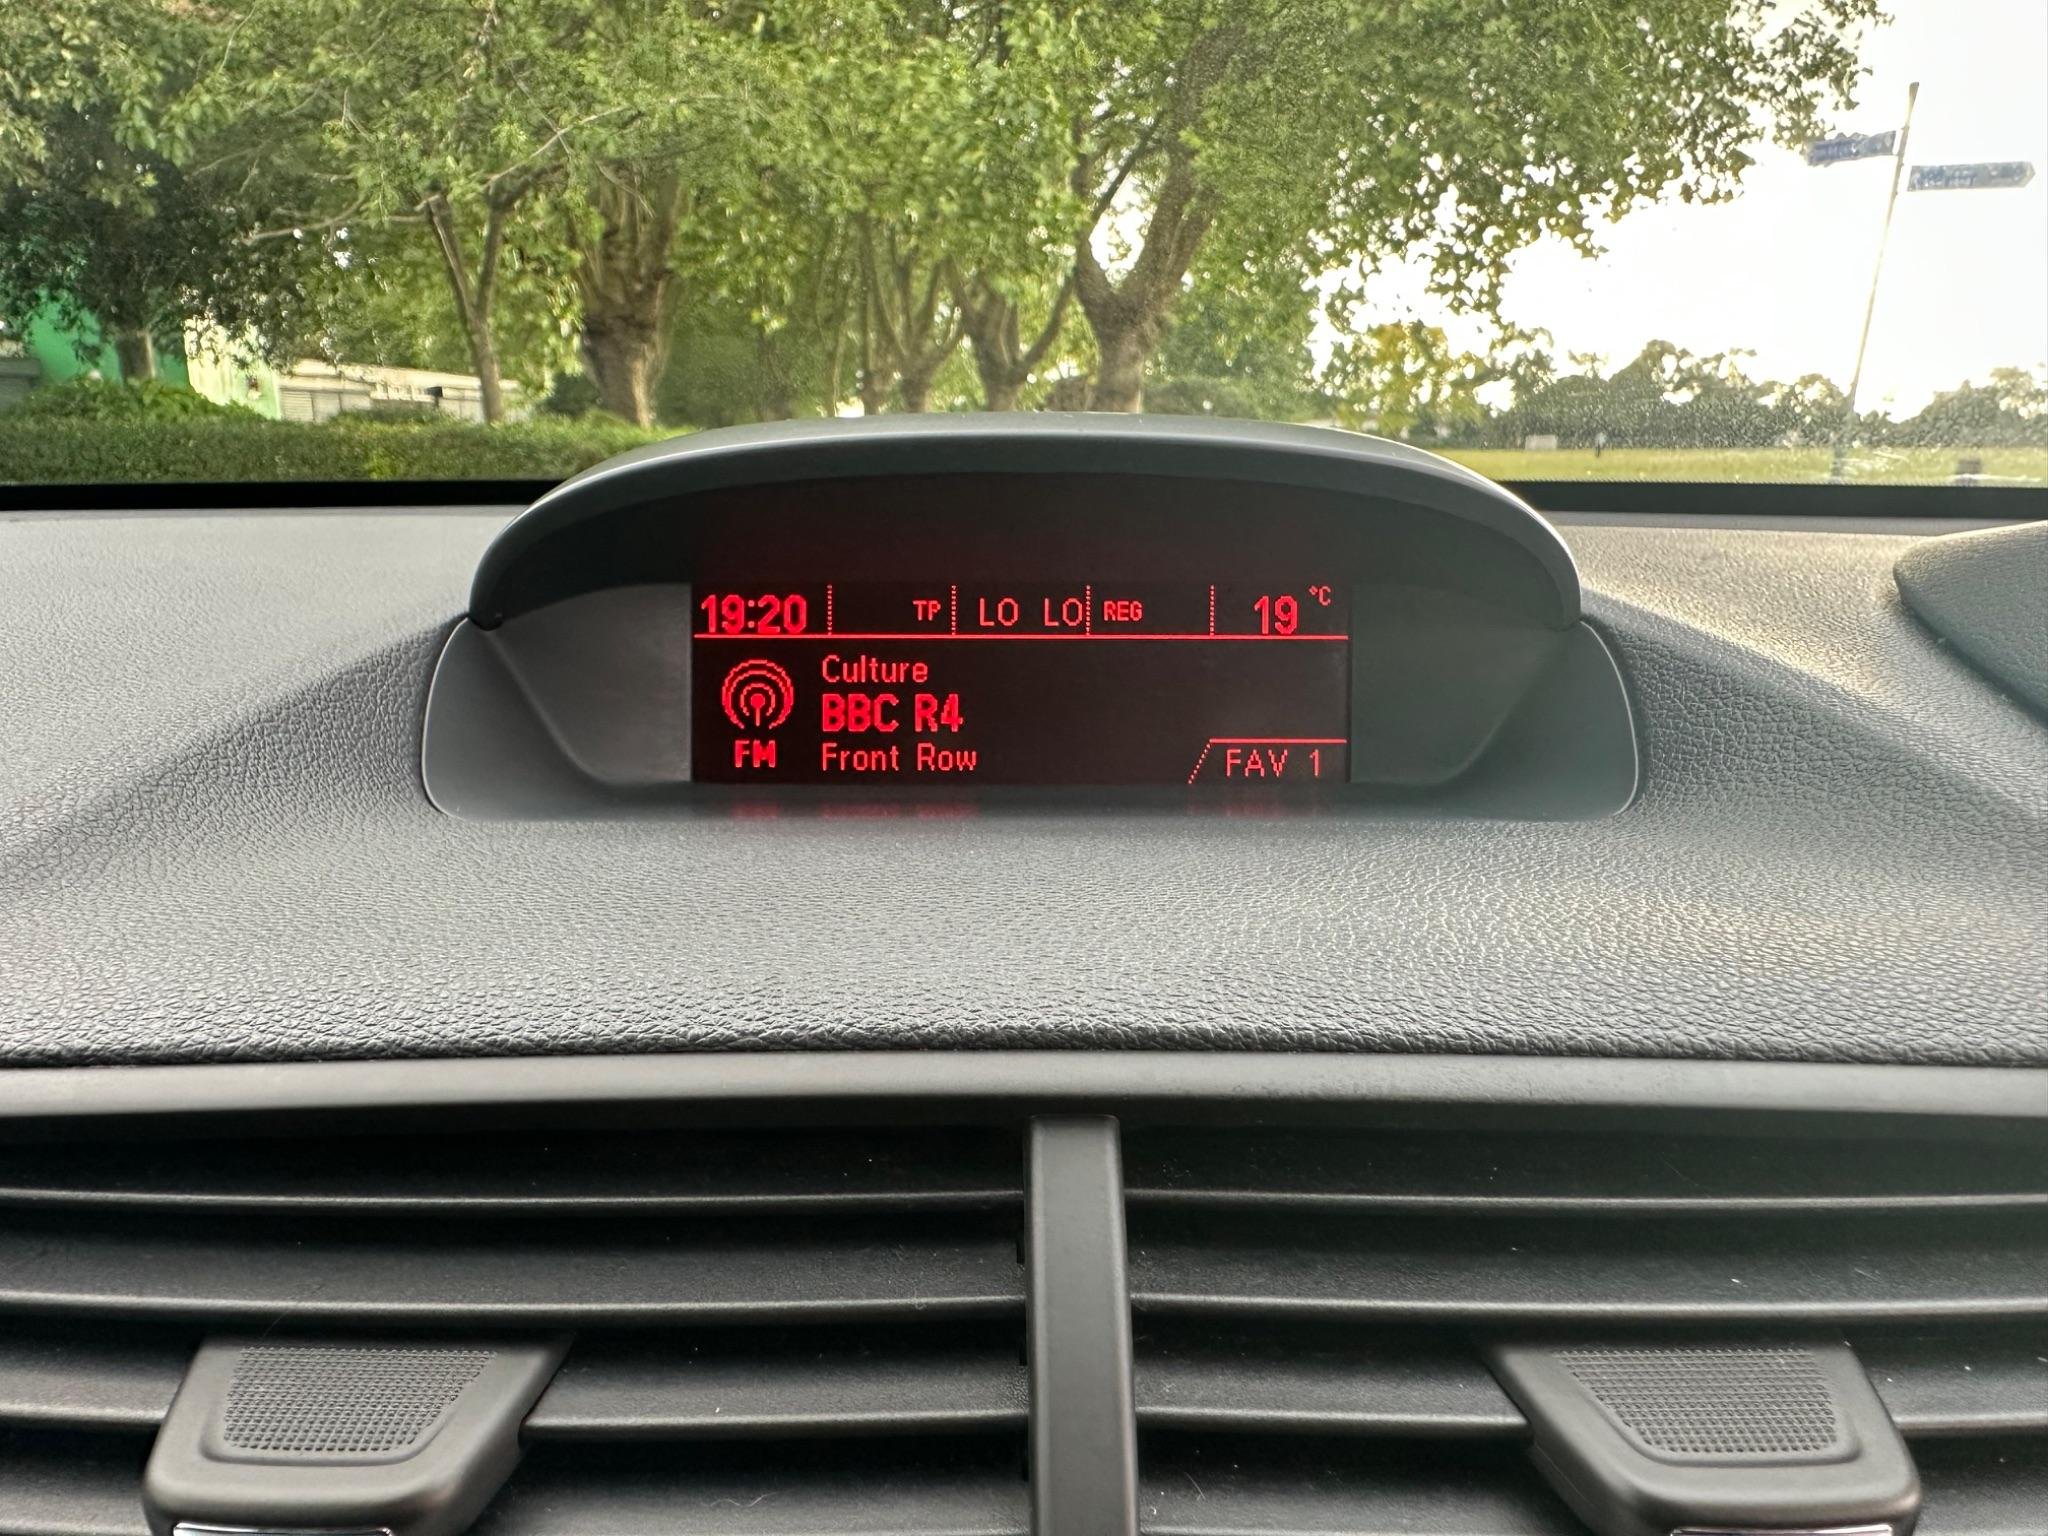 19:20 TP LO LO REG 19 °C
Culture
BBC R4
FM Front Row FAV 1